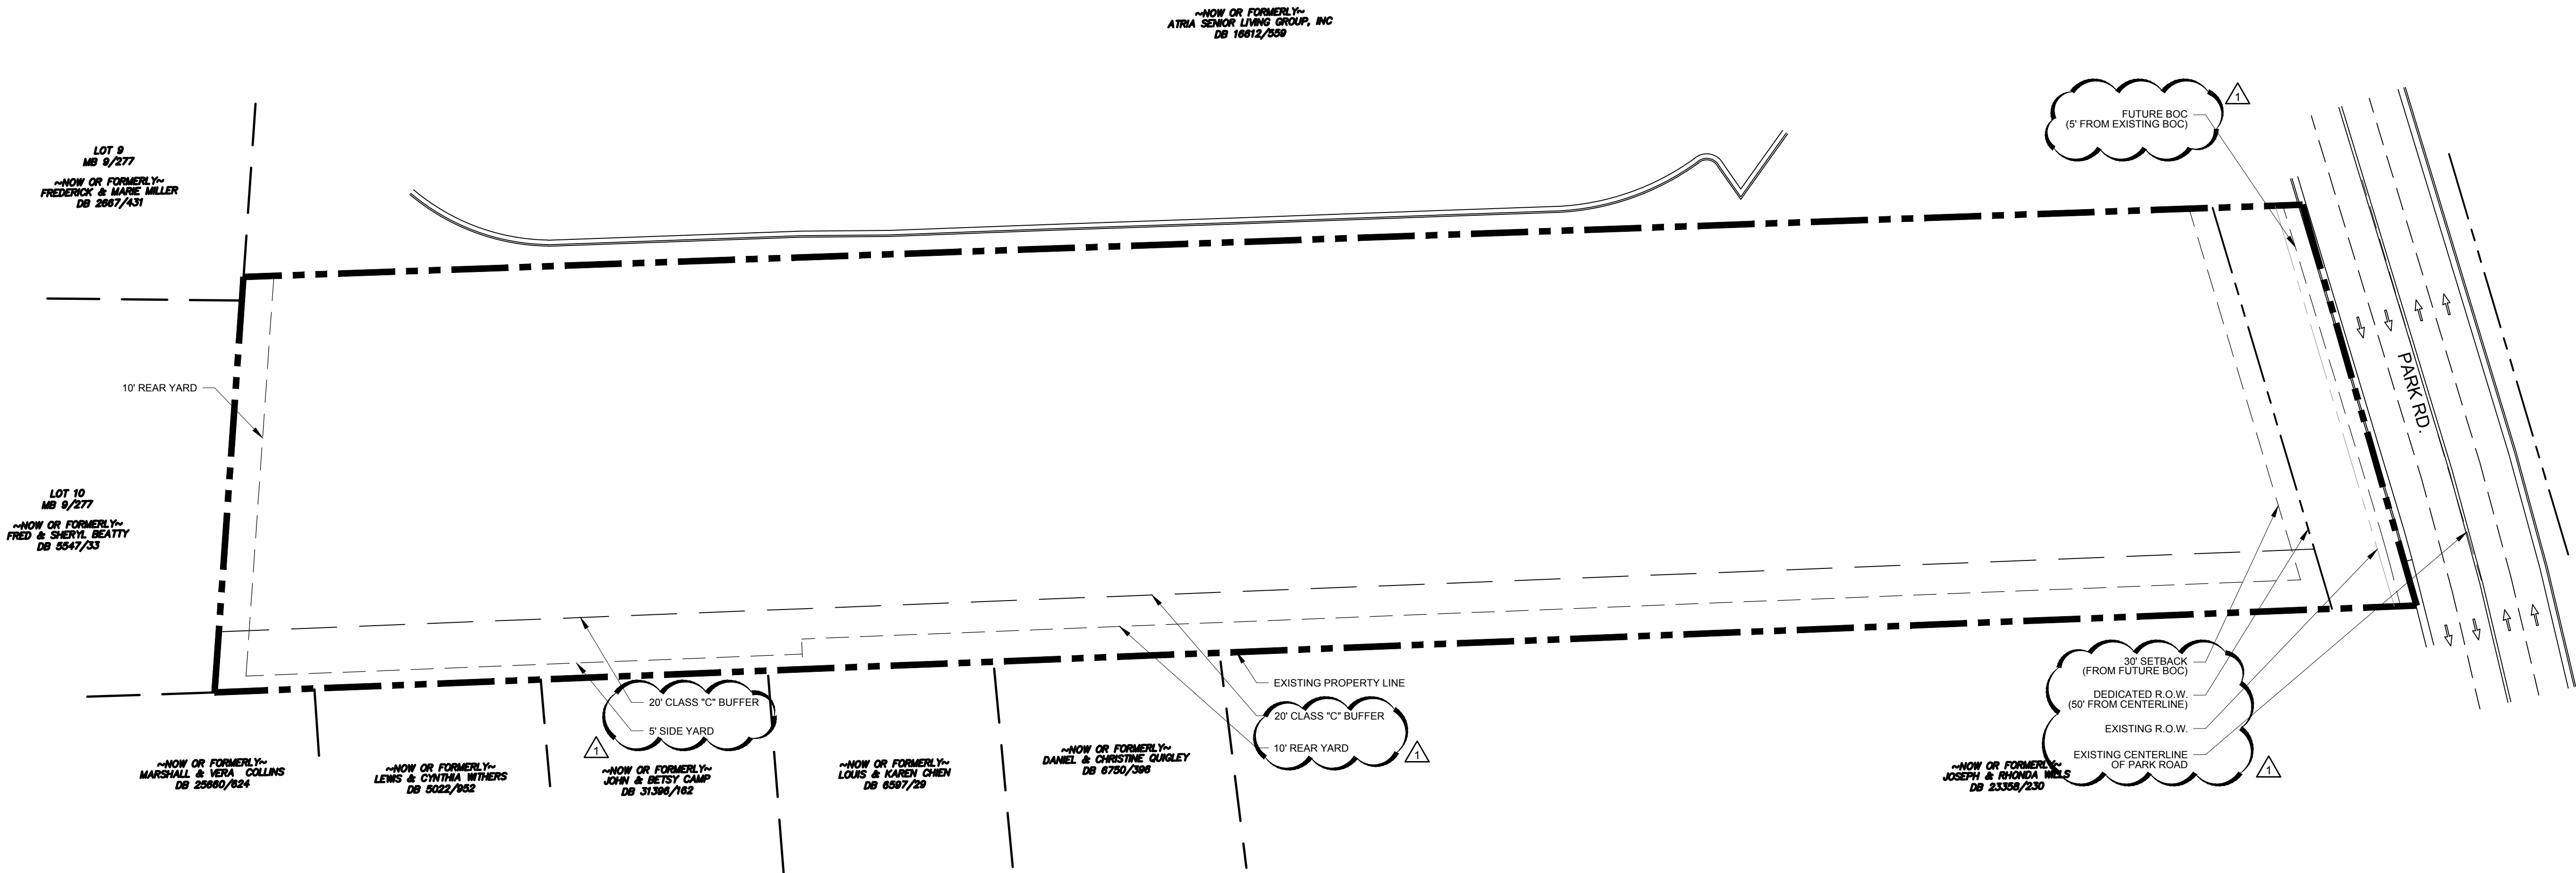 ~NOW OR FORMERLY~
ATRIA SENIOR LIVING GROUP, INC
DB 16612/559
1
FUTURE BOC
(5' FROM EXISTING BOC)
LOT 9
MB 9/277
~NOW OR FORMERLY~
FREDERICK & MARIE MILLER
DB 2667/431
10' REAR YARD
PARK RD.
LOT 10
MB 9/277
~NOW OR FORMERLY~
FRED & SHERYL BEATTY
DB 5547/33
20' CLASS "C" BUFFER
5' SIDE YARD
1
EXISTING PROPERTY LINE
20' CLASS "C" BUFFER
10' REAR YARD
1
30' SETBACK
(FROM FUTURE BOC)
DEDICATED R.O.W.
(50' FROM CENTERLINE)
EXISTING R.O.W.
EXISTING CENTERLINE
OF PARK ROAD
1
~NOW OR FORMERLY~
MARSHALL & VERA COLLINS
DB 25660/624
~NOW OR FORMERLY~
LEWIS & CYNTHIA WITHERS
DB 5022/952
~NOW OR FORMERLY~
JOHN & BETSY CAMP
DB 31396/162
~NOW OR FORMERLY~
LOUIS & KAREN CHIEN
DB 6597/29
~NOW OR FORMERLY~
DANIEL & CHRISTINE QUIGLEY
DB 6750/396
~NOW OR FORMERLY~
JOSEPH & RHONDA
DB 23358/230